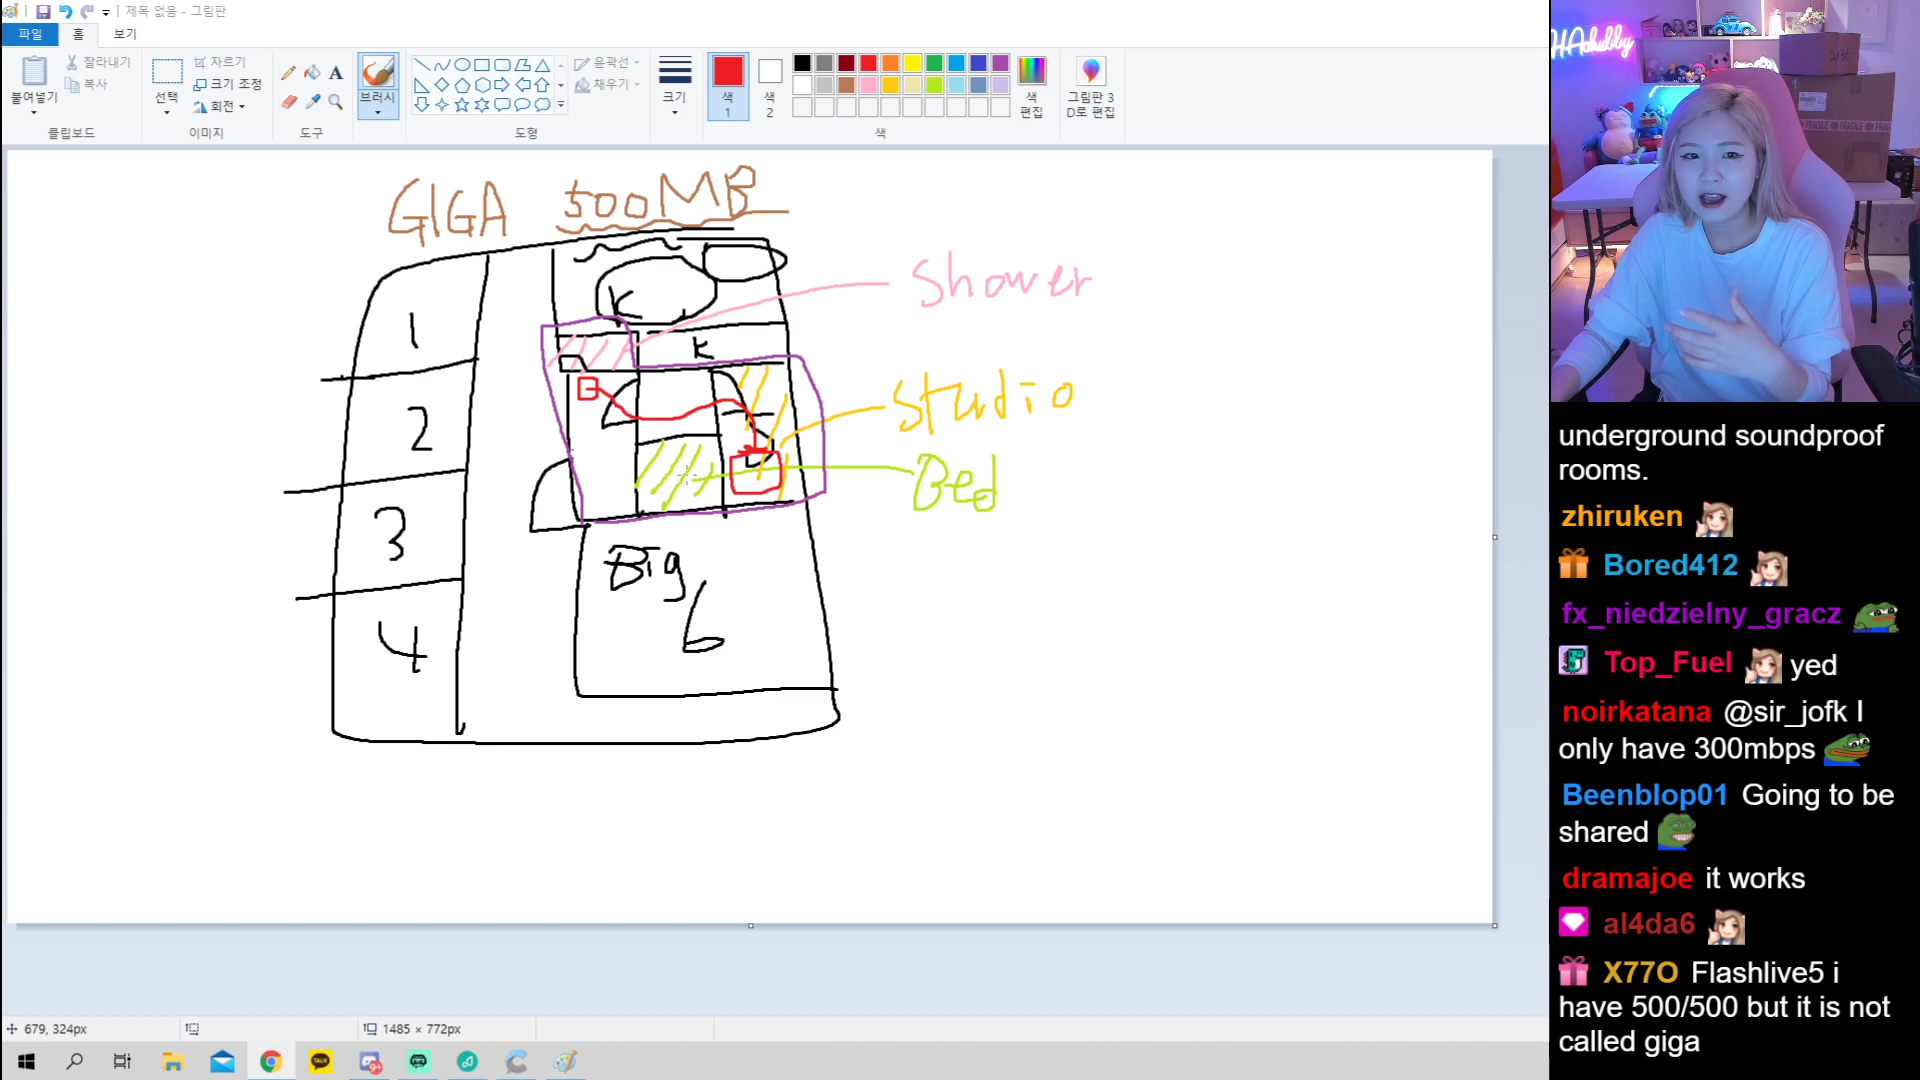 제목 없음 - 그림판
파일 홈 보기
붙여넣기
잘라내기
복사
클립보드
선택
자르기
크기 조정
회전
이미지
A
도구
브러시
윤곽선
채우기
도형
크기
색
1
색
2
색
편집
색
그림판 3
D로 편집
GIGA 500MB
K
K
1
2
3
4
Big
6
Shower
Studio
Bed
HAchubby
FRAGILE FRAGILE
underground soundproof
rooms.
zhiruken
Bored412
fx_niedzielny_gracz
Top_Fuel yed
noirkatana @sir_jofk I
only have 300mbps
Beenblop01 Going to be
shared
dramajoe it works
al4da6
X77O Flashlive5 i
have 500/500 but it is not
called giga
679, 324px
1485 × 772px
TALK
9+